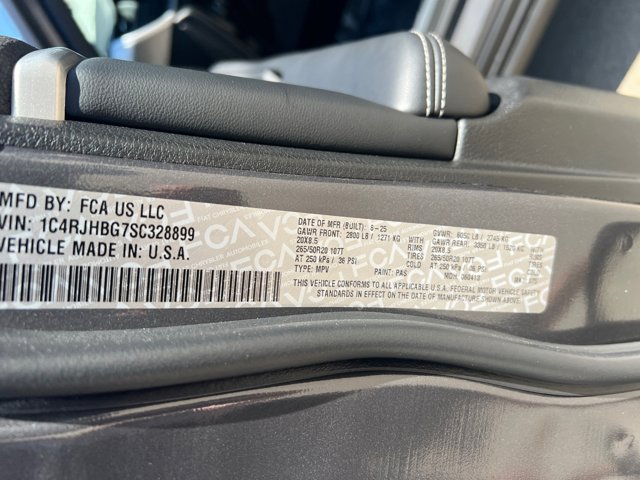 MFD BY: FCA US LLC
VIN: 1C4RJHBG7SC328899
VEHICLE MADE IN: U.S.A.
DATE OF MFR (BUILT): 6-25
GAWR FRONT: 2800 LB / 1271 KG WITH
20X8.5 RIMS
265/50R20 107T TIRES
AT 250 kPa / 36 PSI COLD
TYPE: MPV PAINT: PAS
GVWR: 6050 LB / 2745 KG
GAWR REAR: 3350 LB / 1520 KG
20X8.5
265/50R20 107T
AT 250 kPa / 36 PSI
MDH: 060413
THIS VEHICLE CONFORMS TO ALL APPLICABLE U.S.A. FEDERAL MOTOR VEHICLE SAFETY
STANDARDS IN EFFECT ON THE DATE OF MANUFACTURE SHOWN ABOVE.